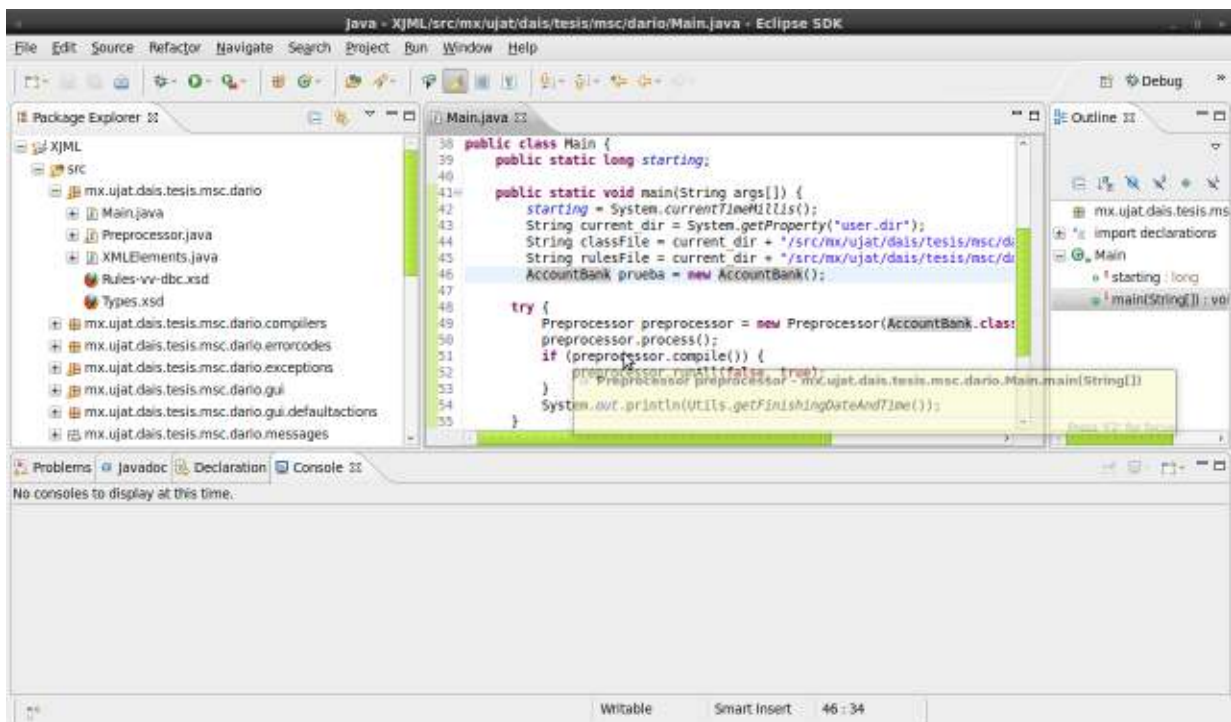 Java - XJML/src/mx/ujat/dais/tesis/msc/dario/Main.java - Eclipse SDK
File Edit Source Refactor Navigate Search Project Run Window Help
Debug
Package Explorer
XJML
src
mx.ujat.dais.tesis.msc.dario
Main.java
Preprocessor.java
XMLElements.java
Rules-vv-dbc.xsd
Types.xsd
mx.ujat.dais.tesis.msc.dario.compilers
mx.ujat.dais.tesis.msc.dario.errorcodes
mx.ujat.dais.tesis.msc.dario.exceptions
mx.ujat.dais.tesis.msc.dario.gui
mx.ujat.dais.tesis.msc.dario.gui.defaultactions
mx.ujat.dais.tesis.msc.dario.messages
Main.java
38 public class Main {
39 public static long starting;
40
41 public static void main(String args[]) {
42 starting = System.currentTimeMillis();
43 String current_dir = System.getProperty("user.dir");
44 String classFile = current_dir + "/src/mx/ujat/dais/tesis/msc/da
45 String rulesFile = current_dir + "/src/mx/ujat/dais/tesis/msc/da
46 AccountBank prueba = new AccountBank();
47
48 try {
49 Preprocessor preprocessor = new Preprocessor(AccountBank.class
50 preprocessor.process();
51 if (preprocessor.compile()) {
52 preprocessor.runAll(false, true);
Preprocessor preprocessor - mx.ujat.dais.tesis.msc.dario.Main.main(String[])
53 }
54 System.out.println(Utils.getFinishingDateAndTime());
55 }
Press 'F2' for focus
Outline
mx.ujat.dais.tesis.ms
import declarations
Main
starting : long
main(String[]) : voi
Problems Javadoc Declaration Console
No consoles to display at this time.
Writable Smart Insert 46 : 34